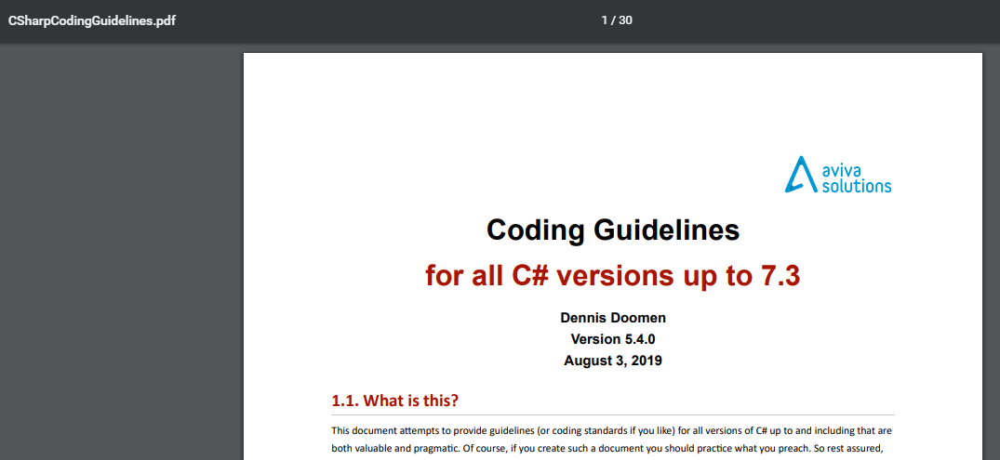 CSharpCodingGuidelines.pdf
1 / 30
aviva
solutions
Coding Guidelines
for all C# versions up to 7.3
Dennis Doomen
Version 5.4.0
August 3, 2019
1.1. What is this?
This document attempts to provide guidelines (or coding standards if you like) for all versions of C# up to and including that are
both valuable and pragmatic. Of course, if you create such a document you should practice what you preach. So rest assured,